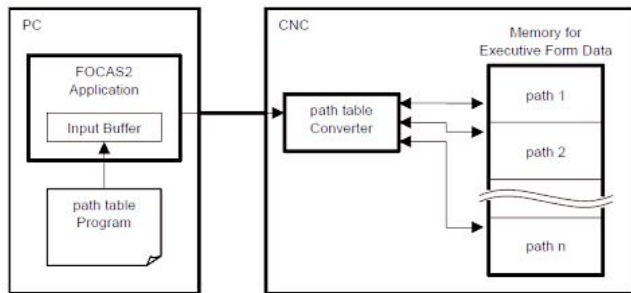 PC
FOCAS2
Application
Input Buffer
path table
Program
CNC
path table
Converter
Memory for
Executive Form Data
path 1
path 2
path n